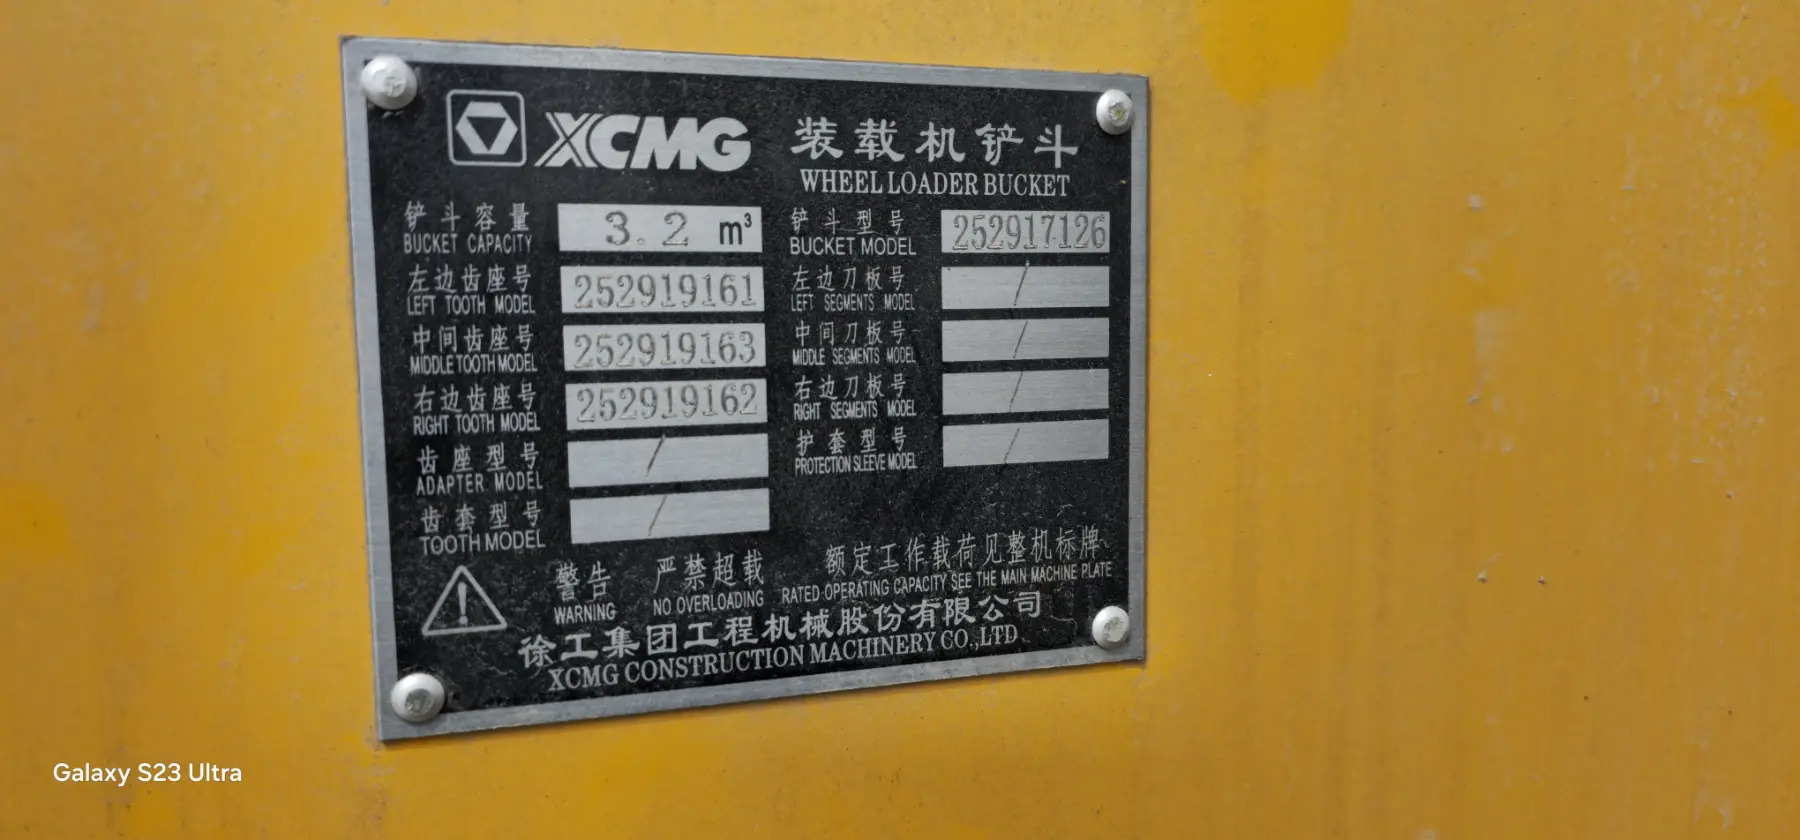 XCMG 装载机铲斗
WHEEL LOADER BUCKET
铲斗容量 3.2 m³
BUCKET CAPACITY
铲斗型号 252917126
BUCKET MODEL
左边齿座号 252919161
LEFT TOOTH MODEL
左边刀板号 /
LEFT SEGMENTS MODEL
中间齿座号 252919163
MIDDLE TOOTH MODEL
中间刀板号 /
MIDDLE SEGMENTS MODEL
右边齿座号 252919162
RIGHT TOOTH MODEL
右边刀板号 /
RIGHT SEGMENTS MODEL
齿座型号 /
ADAPTER MODEL
护套型号 /
PROTECTION SLEEVE MODEL
齿套型号 /
TOOTH MODEL
警告 严禁超载 额定工作载荷见整机标牌
WARNING NO OVERLOADING RATED OPERATING CAPACITY SEE THE MAIN MACHINE PLATE
徐工集团工程机械股份有限公司
XCMG CONSTRUCTION MACHINERY CO.,LTD
Galaxy S23 Ultra